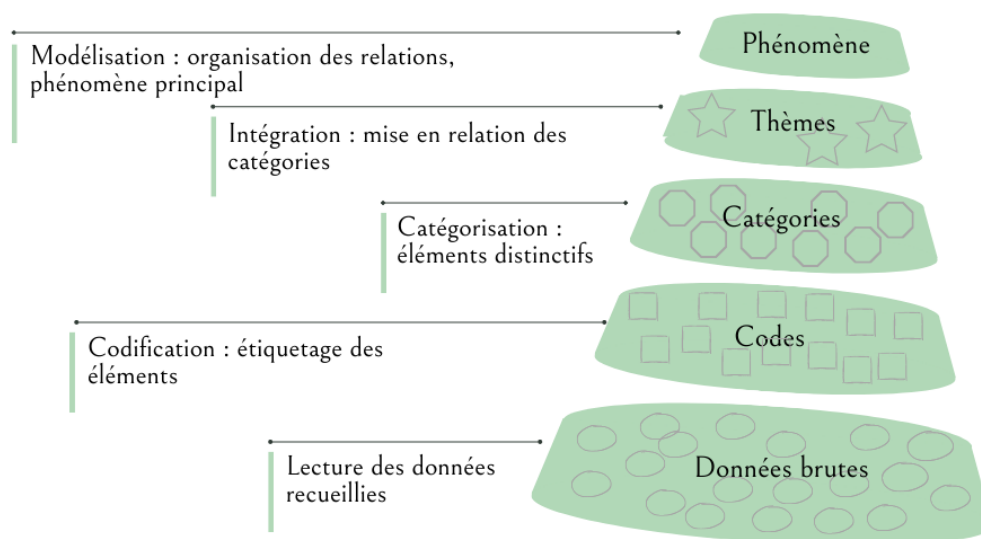 Phénomène
Modélisation : organisation des relations,
phénomène principal
Thèmes
Intégration : mise en relation des
catégories
Catégories
Catégorisation :
éléments distinctifs
Codes
Codification : étiquetage des
éléments
Données brutes
Lecture des données
recueillies